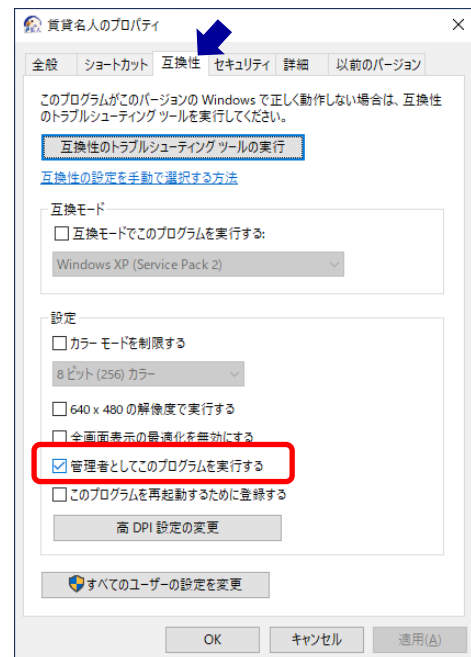 賃貸名人のプロパティ
全般 ショートカット 互換性 セキュリティ 詳細 以前のバージョン
このプログラムがこのバージョンの Windows で正しく動作しない場合は、互換性
のトラブルシューティング ツールを実行してください。
互換性のトラブルシューティング ツールの実行
互換性の設定を手動で選択する方法
互換モード
互換モードでこのプログラムを実行する:
Windows XP (Service Pack 2)
設定
カラー モードを制限する
8 ビット (256) カラー
640 x 480 の解像度で実行する
全画面表示の最適化を無効にする
管理者としてこのプログラムを実行する
このプログラムを再起動するために登録する
高 DPI 設定の変更
すべてのユーザーの設定を変更
OK キャンセル 適用(A)